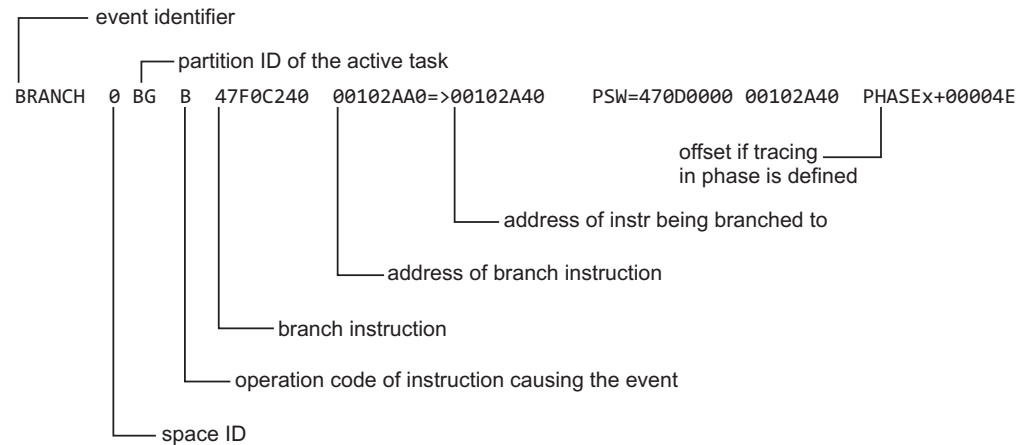 event identifier
partition ID of the active task
BRANCH 0 BG B 47F0C240 00102AA0=>00102A40 PSW=470D0000 00102A40 PHASEx+00004E
offset if tracing
in phase is defined
address of instr being branched to
address of branch instruction
branch instruction
operation code of instruction causing the event
space ID